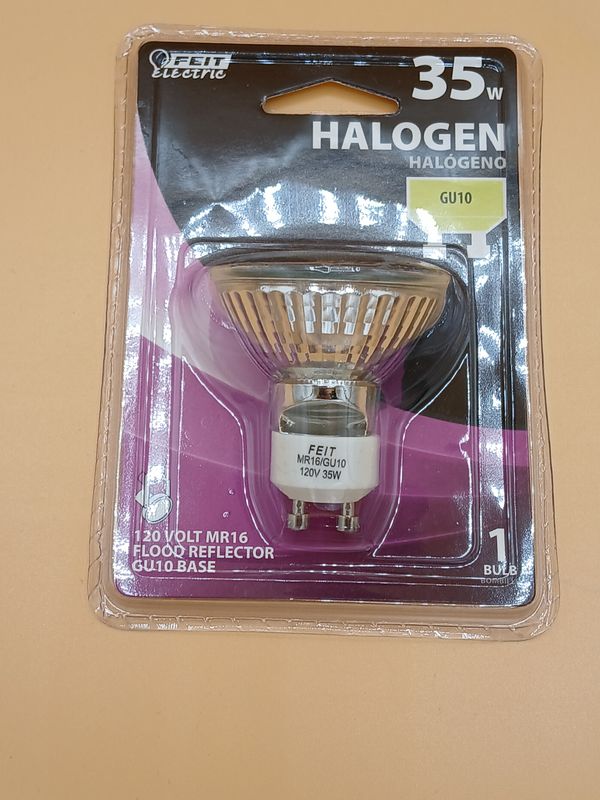 FEIT
electric
35W
HALOGEN
HALÓGENO
GU10
FEIT
MR16/GU10
120V 35W
120 VOLT MR16
FLOOD REFLECTOR
GU10 BASE
1
BULB